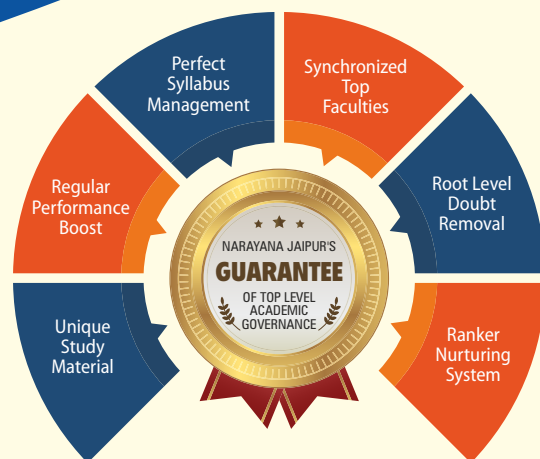 Perfect
Syllabus
Management
Synchronized
Top
Faculties
Regular
Performance
Boost
Root Level
Doubt
Removal
Unique
Study
Material
Ranker
Nurturing
System
NARAYANA JAIPUR'S
GUARANTEE
OF TOP LEVEL
ACADEMIC
GOVERNANCE